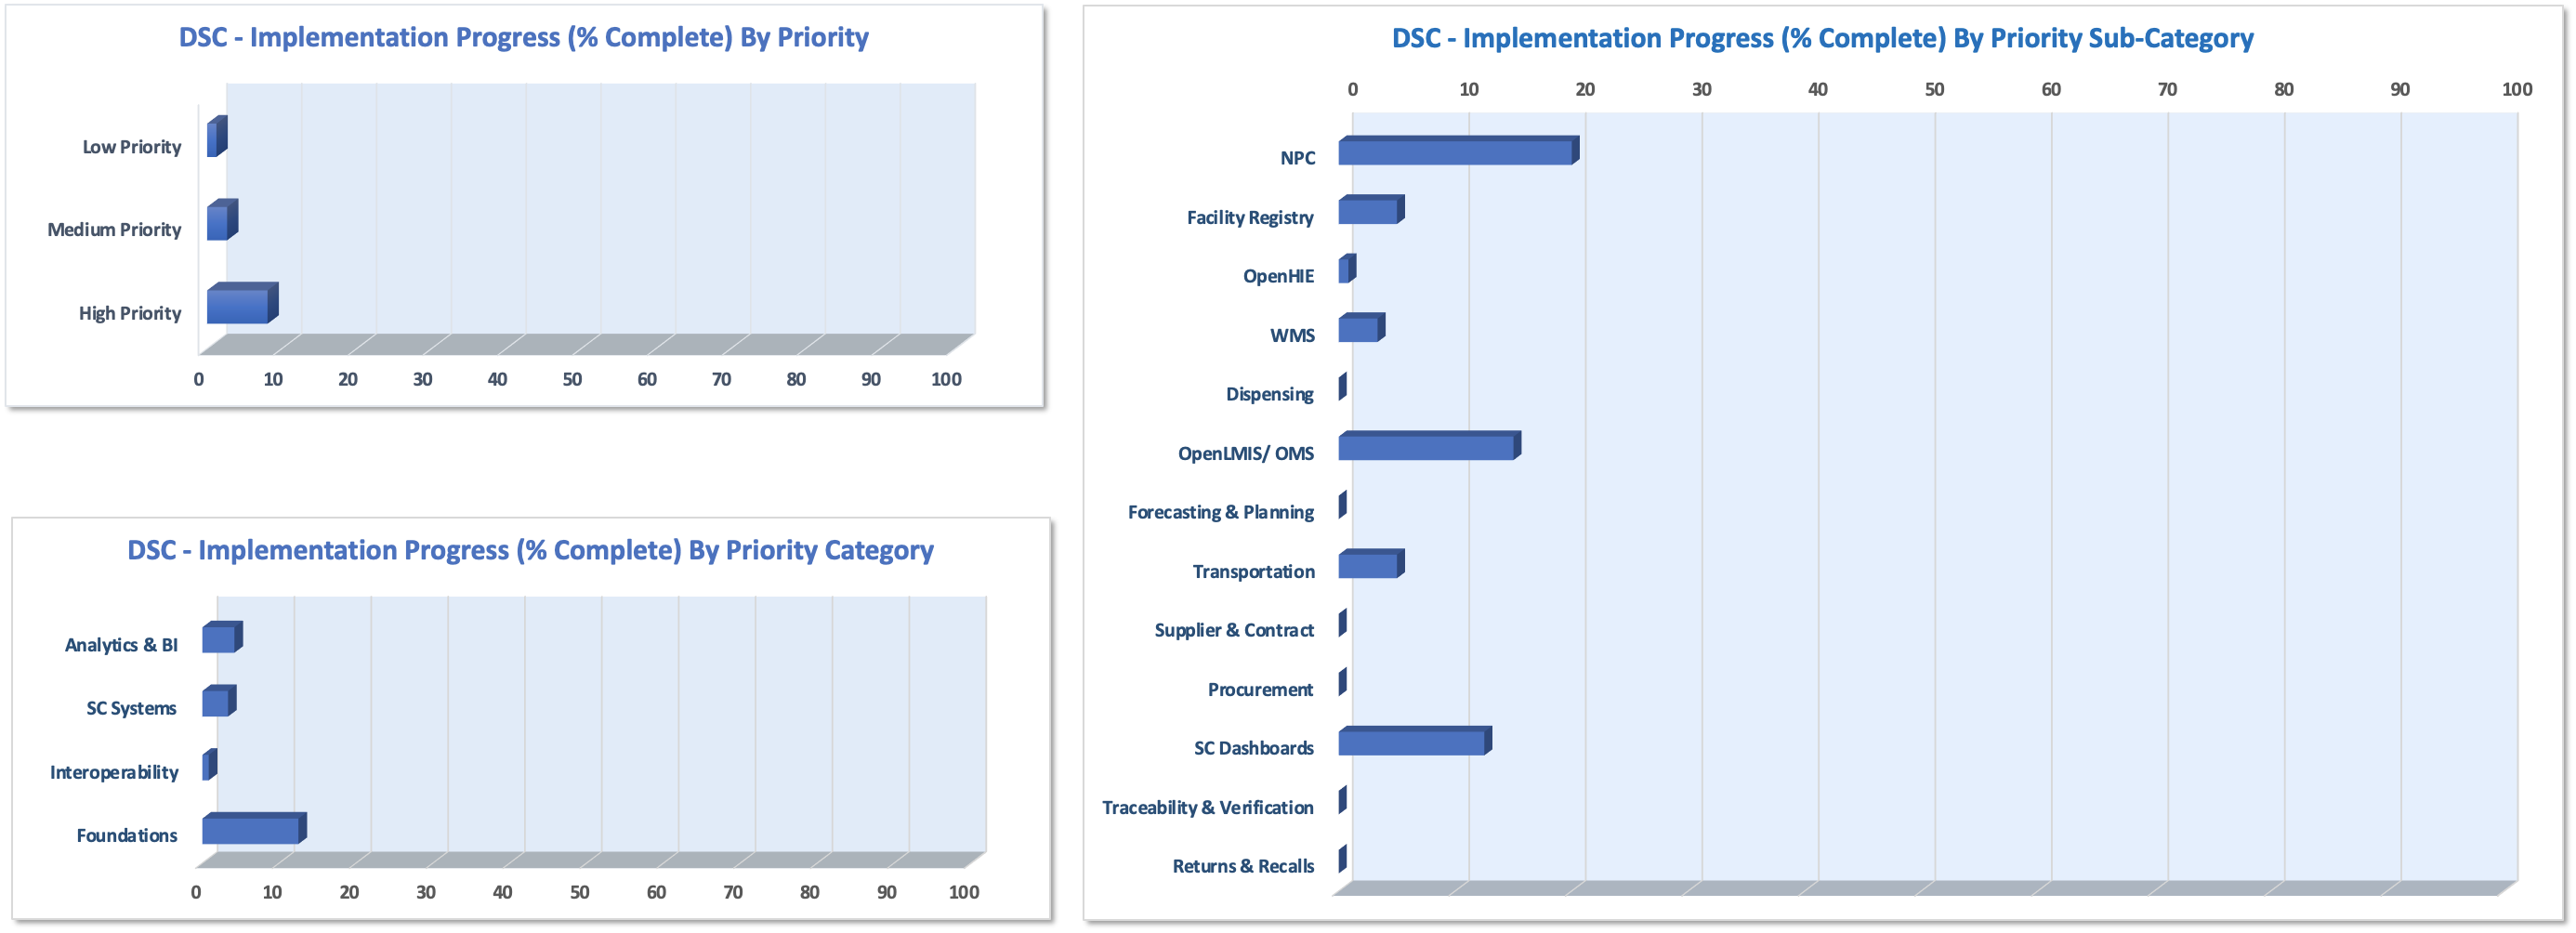 DSC - Implementation Progress (% Complete) By Priority
Low Priority
Medium Priority
High Priority
0 10 20 30 40 50 60 70 80 90 100
DSC - Implementation Progress (% Complete) By Priority Category
Analytics & BI
SC Systems
Interoperability
Foundations
0 10 20 30 40 50 60 70 80 90 100
DSC - Implementation Progress (% Complete) By Priority Sub-Category
0 10 20 30 40 50 60 70 80 90 100
NPC
Facility Registry
OpenHIE
WMS
Dispensing
OpenLMIS/ OMS
Forecasting & Planning
Transportation
Supplier & Contract
Procurement
SC Dashboards
Traceability & Verification
Returns & Recalls